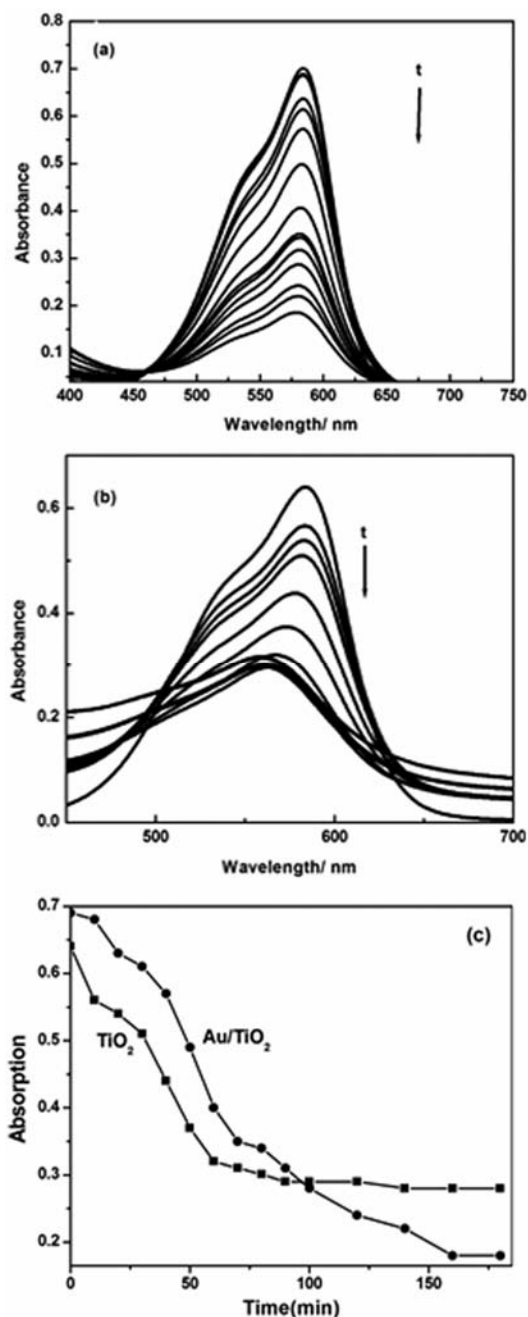 (a)
t
0.8
0.7
0.6
0.5
0.4
0.3
0.2
0.1
Absorbance
400 450 500 550 600 650 700 750
Wavelength/ nm
(b)
t
0.6
0.4
0.2
0.0
Absorbance
500 600 700
Wavelength/ nm
(c)
0.7
0.6
0.5
0.4
0.3
0.2
Absorption
TiO₂
Au/TiO₂
0 50 100 150
Time(min)